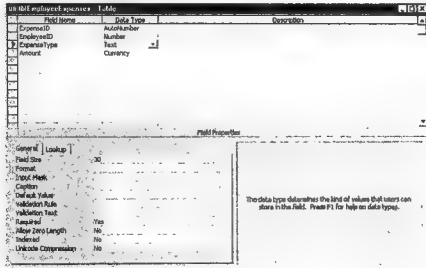 tblEmployeeExpenses : Table
Field Name Data Type Description
ExpenseID AutoNumber
EmployeeID Number
ExpenseType Text
Amount Currency
Field Properties
General Lookup
Field Size 30
Format
Input Mask
Caption
Default Value
Validation Rule
Validation Text
Required Yes
Allow Zero Length No
Indexed No
Unicode Compression No
The data type determines the kind of values that users can
store in the field. Press F1 for help on data types.